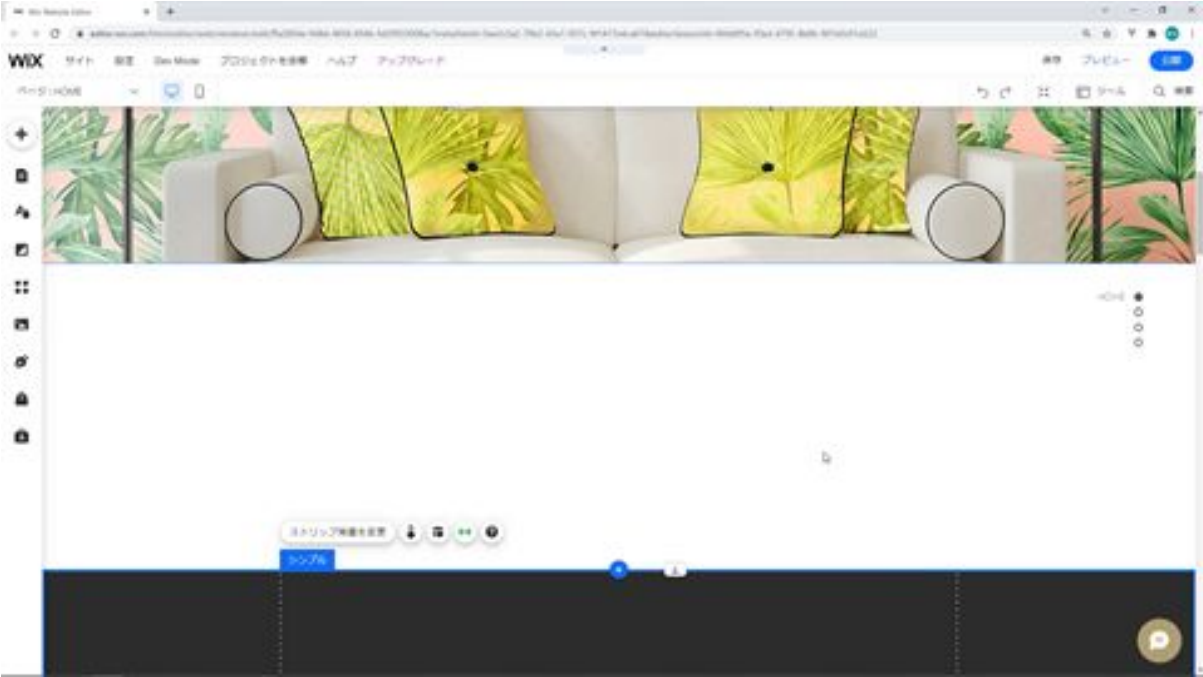 Wix Website Editor
WiX サイト 設定 Dev Mode プロジェクトを依頼 ヘルプ アップグレード 保存 プレビュー 公開
ページ : HOME ツール 検索
HOME
ストリップ背景を変更
シンプル